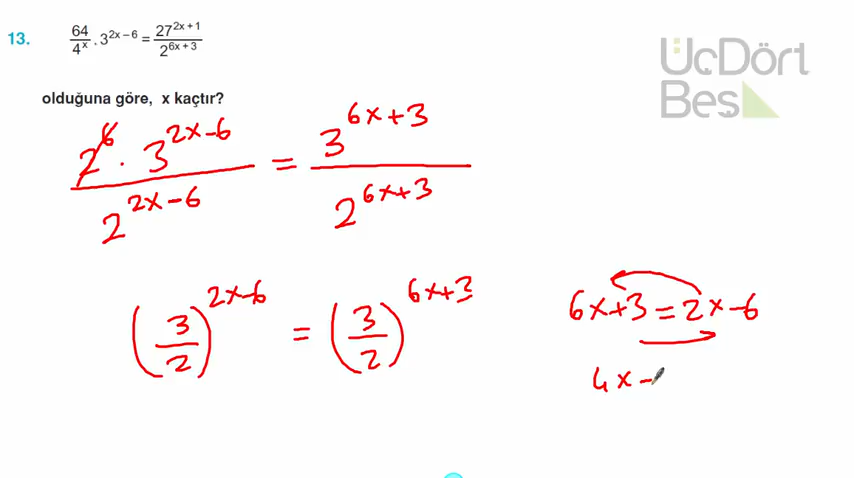 13. 64/4^x . 3^(2x – 6) = 27^(2x + 1)/2^(6x + 3)
ÜçDört
Beş
olduğuna göre, x kaçtır?
2^6 . 3^(2x-6) / 2^(2x-6) = 3^(6x+3) / 2^(6x+3)
(3/2)^(2x-6) = (3/2)^(6x+3)
6x+3 = 2x-6
4x -